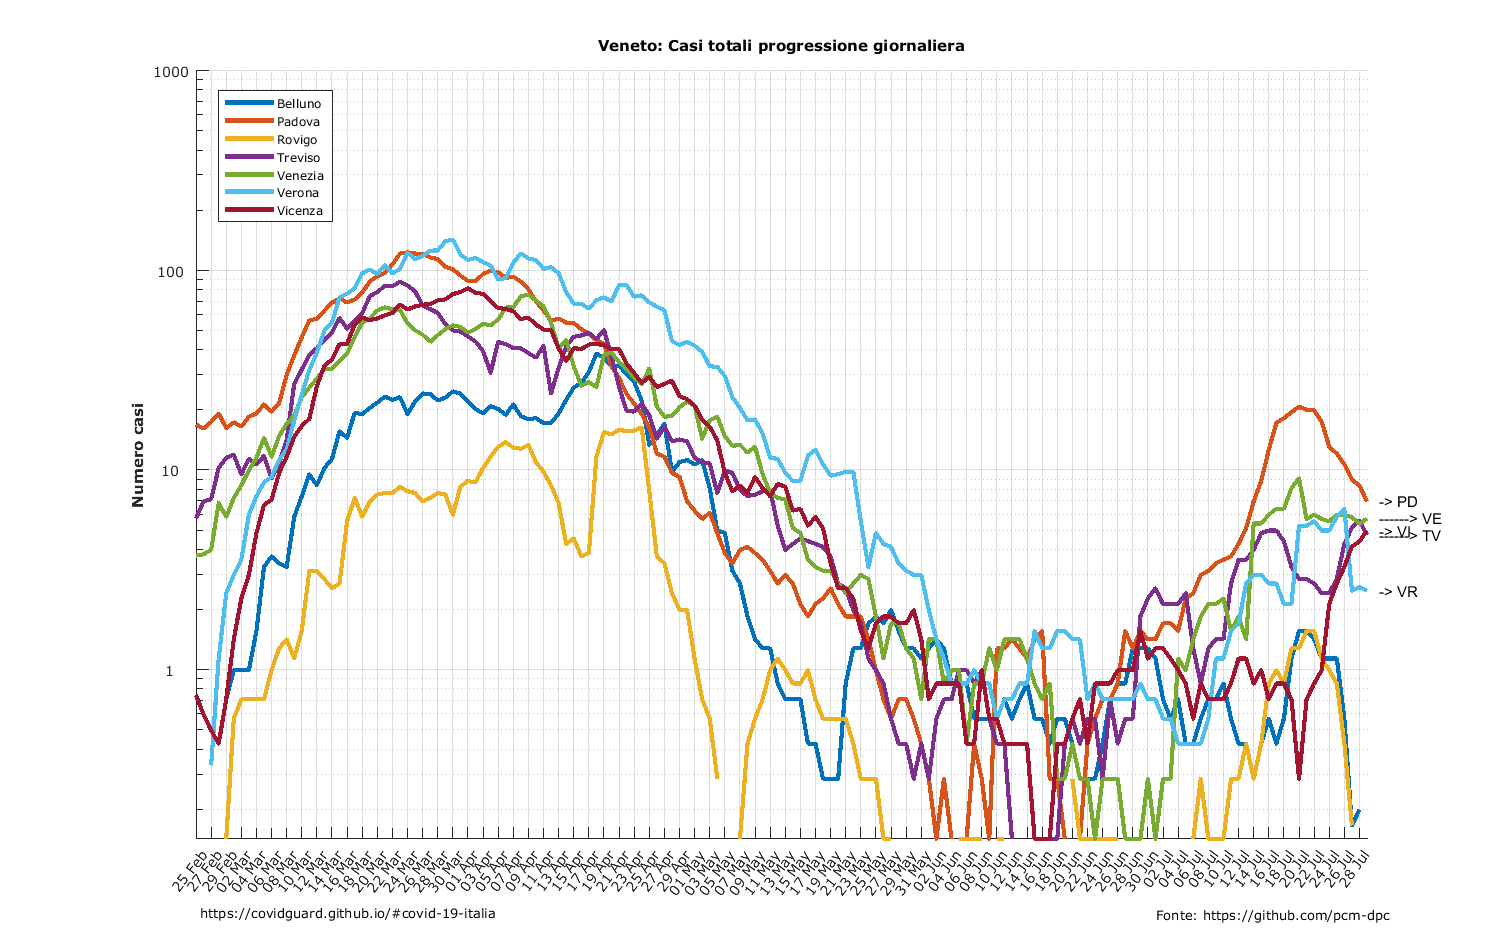 Veneto: Casi totali progressione giornaliera
Numero casi
1000
100
10
1
Belluno
Padova
Rovigo
Treviso
Venezia
Verona
Vicenza
-> PD
------> VE
-> VI
------> TV
-> VR
25 Feb
27 Feb
29 Feb
02 Mar
04 Mar
06 Mar
08 Mar
10 Mar
12 Mar
14 Mar
16 Mar
18 Mar
20 Mar
22 Mar
24 Mar
26 Mar
28 Mar
30 Mar
01 Apr
03 Apr
05 Apr
07 Apr
09 Apr
11 Apr
13 Apr
15 Apr
17 Apr
19 Apr
21 Apr
23 Apr
25 Apr
27 Apr
29 Apr
01 May
03 May
05 May
07 May
09 May
11 May
13 May
15 May
17 May
19 May
21 May
23 May
25 May
27 May
29 May
31 May
02 Jun
04 Jun
06 Jun
08 Jun
10 Jun
12 Jun
14 Jun
16 Jun
18 Jun
20 Jun
22 Jun
24 Jun
26 Jun
28 Jun
30 Jun
02 Jul
04 Jul
06 Jul
08 Jul
10 Jul
12 Jul
14 Jul
16 Jul
18 Jul
20 Jul
22 Jul
24 Jul
26 Jul
28 Jul
https://covidguard.github.io/#covid-19-italia
Fonte: https://github.com/pcm-dpc